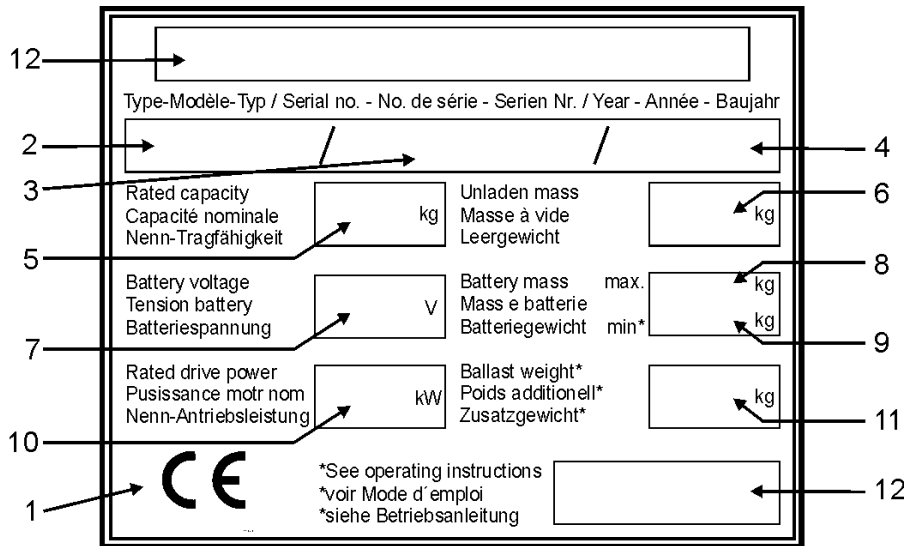 12
Type-Modèle-Typ / Serial no. - No. de série - Serien Nr. / Year - Année - Baujahr
2 / / 4
3
Rated capacity
Capacité nominale
Nenn-Tragfähigkeit
kg
5
Unladen mass
Masse à vide
Leergewicht
kg
6
Battery voltage
Tension battery
Batteriespannung
V
7
Battery mass max.
Mass e batterie
Batteriegewicht min*
kg
8
kg
9
Rated drive power
Pusissance motr nom
Nenn-Antriebsleistung
kW
10
Ballast weight*
Poids additionell*
Zusatzgewicht*
kg
11
CE
1
*See operating instructions
*voir Mode d´emploi
*siehe Betriebsanleitung
12